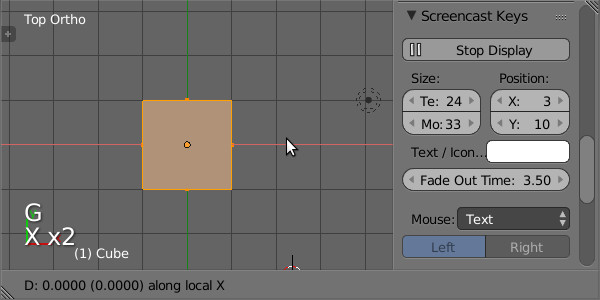 Top Ortho
G
X x2
(1) Cube
D: 0.0000 (0.0000) along local X
Screencast Keys
Stop Display
Size: Position:
Te: 24 X: 3
Mo: 33 Y: 10
Text / Icon...
Fade Out Time: 3.50
Mouse: Text
Left Right